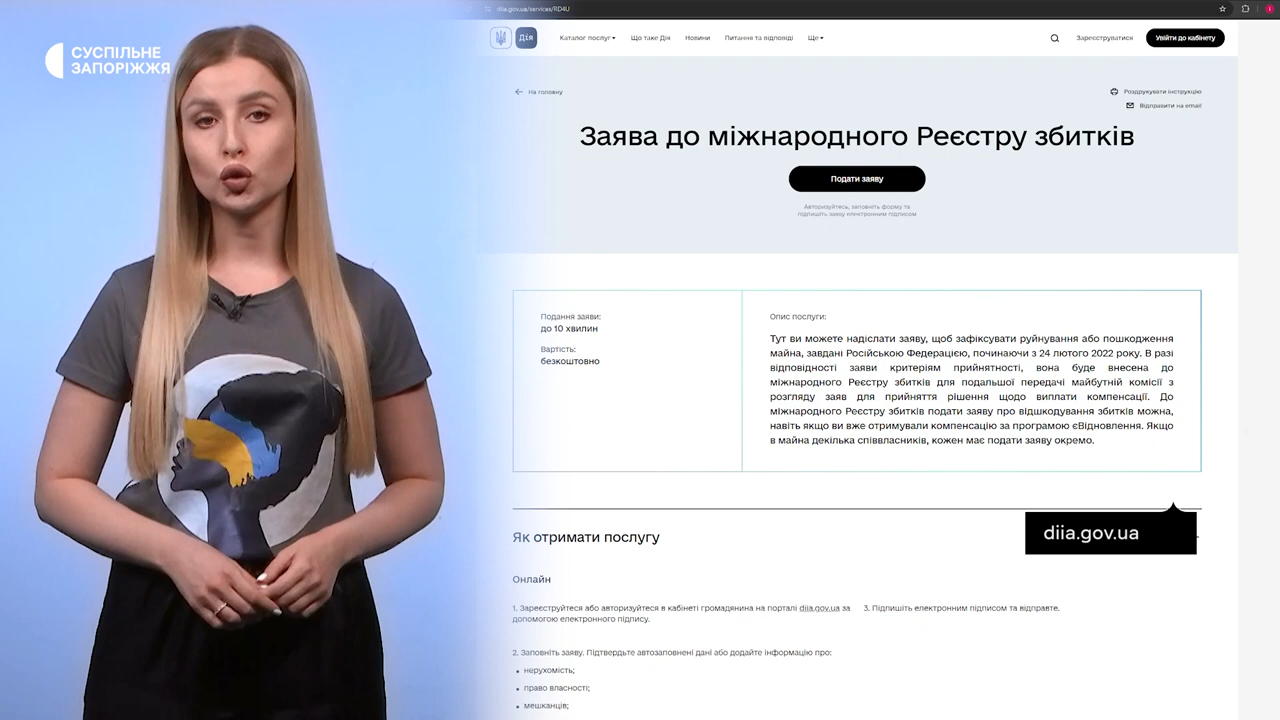 diia.gov.ua/services/RD4U
СУСПІЛЬНЕ
ЗАПОРІЖЖЯ
Дія
Каталог послуг
Що таке Дія
Новини
Питання та відповіді
Ще
Зареєструватися
Увійти до кабінету
На головну
Роздрукувати інструкцію
Відправити на email
Заява до міжнародного Реєстру збитків
Подати заяву
Авторизуйтесь, заповніть форму та
підпишіть заяву електронним підписом
Подання заяви:
до 10 хвилин
Вартість:
безкоштовно
Опис послуги:
Тут ви можете надіслати заяву, щоб зафіксувати руйнування або пошкодження
майна, завдані Російською Федерацією, починаючи з 24 лютого 2022 року. В разі
відповідності заяви критеріям прийнятності, вона буде внесена до
міжнародного Реєстру збитків для подальшої передачі майбутній комісії з
розгляду заяв для прийняття рішення щодо виплати компенсації. До
міжнародного Реєстру збитків подати заяву про відшкодування збитків можна,
навіть якщо ви вже отримували компенсацію за програмою єВідновлення. Якщо
в майна декілька співвласників, кожен має подати заяву окремо.
Як отримати послугу
diia.gov.ua
Онлайн
1. Зареєструйтеся або авторизуйтеся в кабінеті громадянина на порталі diia.gov.ua за
допомогою електронного підпису.
2. Заповніть заяву. Підтвердьте автозаповнені дані або додайте інформацію про:
• нерухомість;
• право власності;
• мешканців;
3. Підпишіть електронним підписом та відправте.